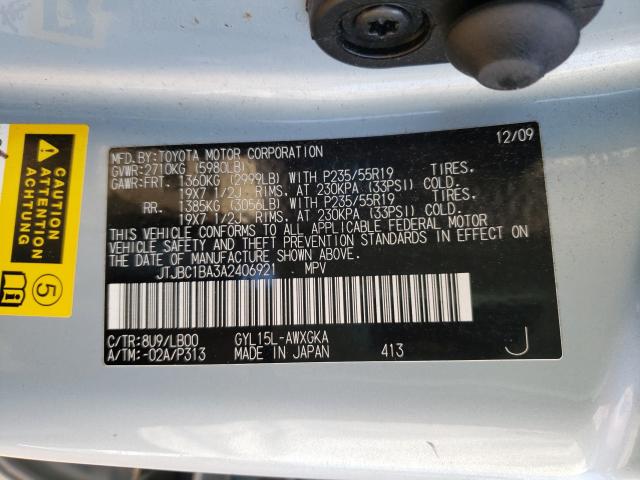 12/09
MFD. BY: TOYOTA MOTOR CORPORATION
GVWR: 2710KG (5980LB)
GAWR: FRT. 1360KG (2999LB) WITH P235/55R19 TIRES.
19X7 1/2J RIMS. AT 230KPA (33PSI) COLD.
RR. 1385KG (3056LB) WITH P235/55R19 TIRES.
19X7 1/2J RIMS. AT 230KPA (33PSI) COLD.
THIS VEHICLE CONFORMS TO ALL APPLICABLE FEDERAL MOTOR
VEHICLE SAFETY AND THEFT PREVENTION STANDARDS IN EFFECT ON
THE DATE OF MANUFACTURE SHOWN ABOVE.
JTJBC1BA3A2406921 MPV
C/TR: 8U9/LB00 GYL15L-AWXGKA
A/TM: -02A/P313 MADE IN JAPAN 413
J
CAUTION
ATTENTION
ACHTUNG
5